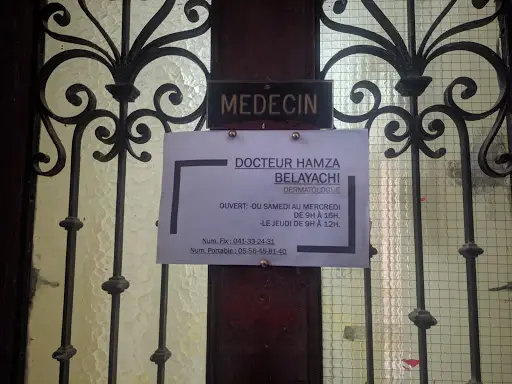 MEDECIN
DOCTEUR HAMZA
BELAYACHI
DERMATOLOGUE
OUVERT: -DU SAMEDI AU MERCREDI
DE 9H À 16H.
-LE JEUDI DE 9H À 12H.
Num. Fix : 041-33-24-31
Num. Portable : 05-56-49-81-40